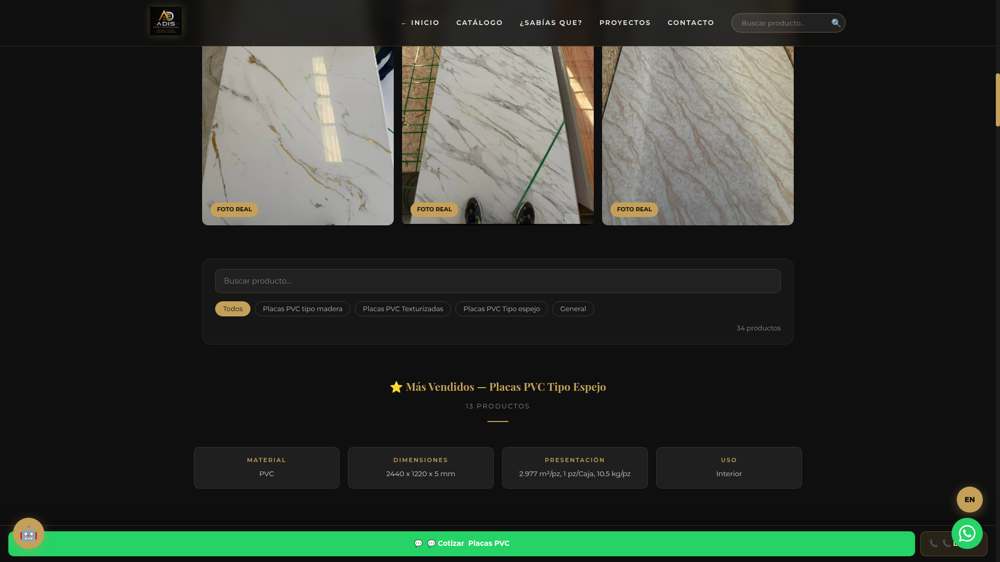 ADIS
← INICIO
CATÁLOGO
¿SABÍAS QUE?
PROYECTOS
CONTACTO
Buscar producto...
FOTO REAL
FOTO REAL
FOTO REAL
Buscar producto...
Todos
Placas PVC tipo madera
Placas PVC Texturizadas
Placas PVC Tipo espejo
General
34 productos
⭐ Más Vendidos — Placas PVC Tipo Espejo
13 PRODUCTOS
MATERIAL
PVC
DIMENSIONES
2440 x 1220 x 5 mm
PRESENTACIÓN
2.977 m²/pz, 1 pz/Caja, 10.5 kg/pz
USO
Interior
EN
💬 💬 Cotizar Placas PVC